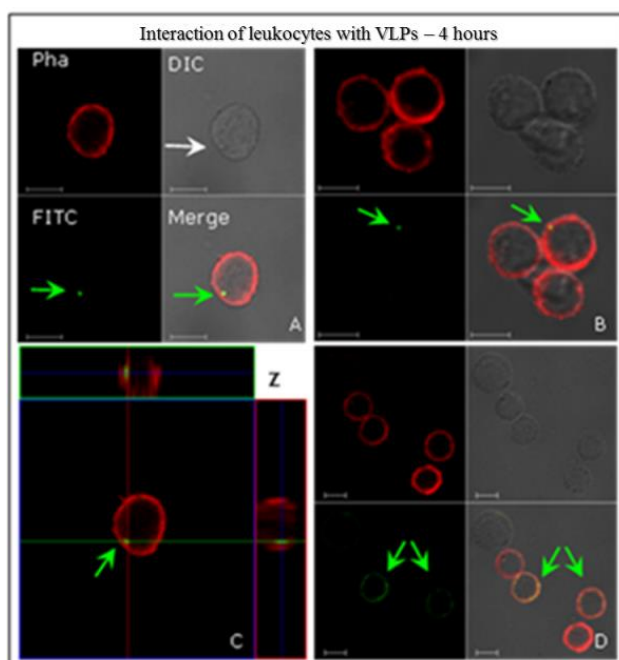 Interaction of leukocytes with VLPs – 4 hours
Pha
DIC
FITC
Merge
A
B
Z
C
D